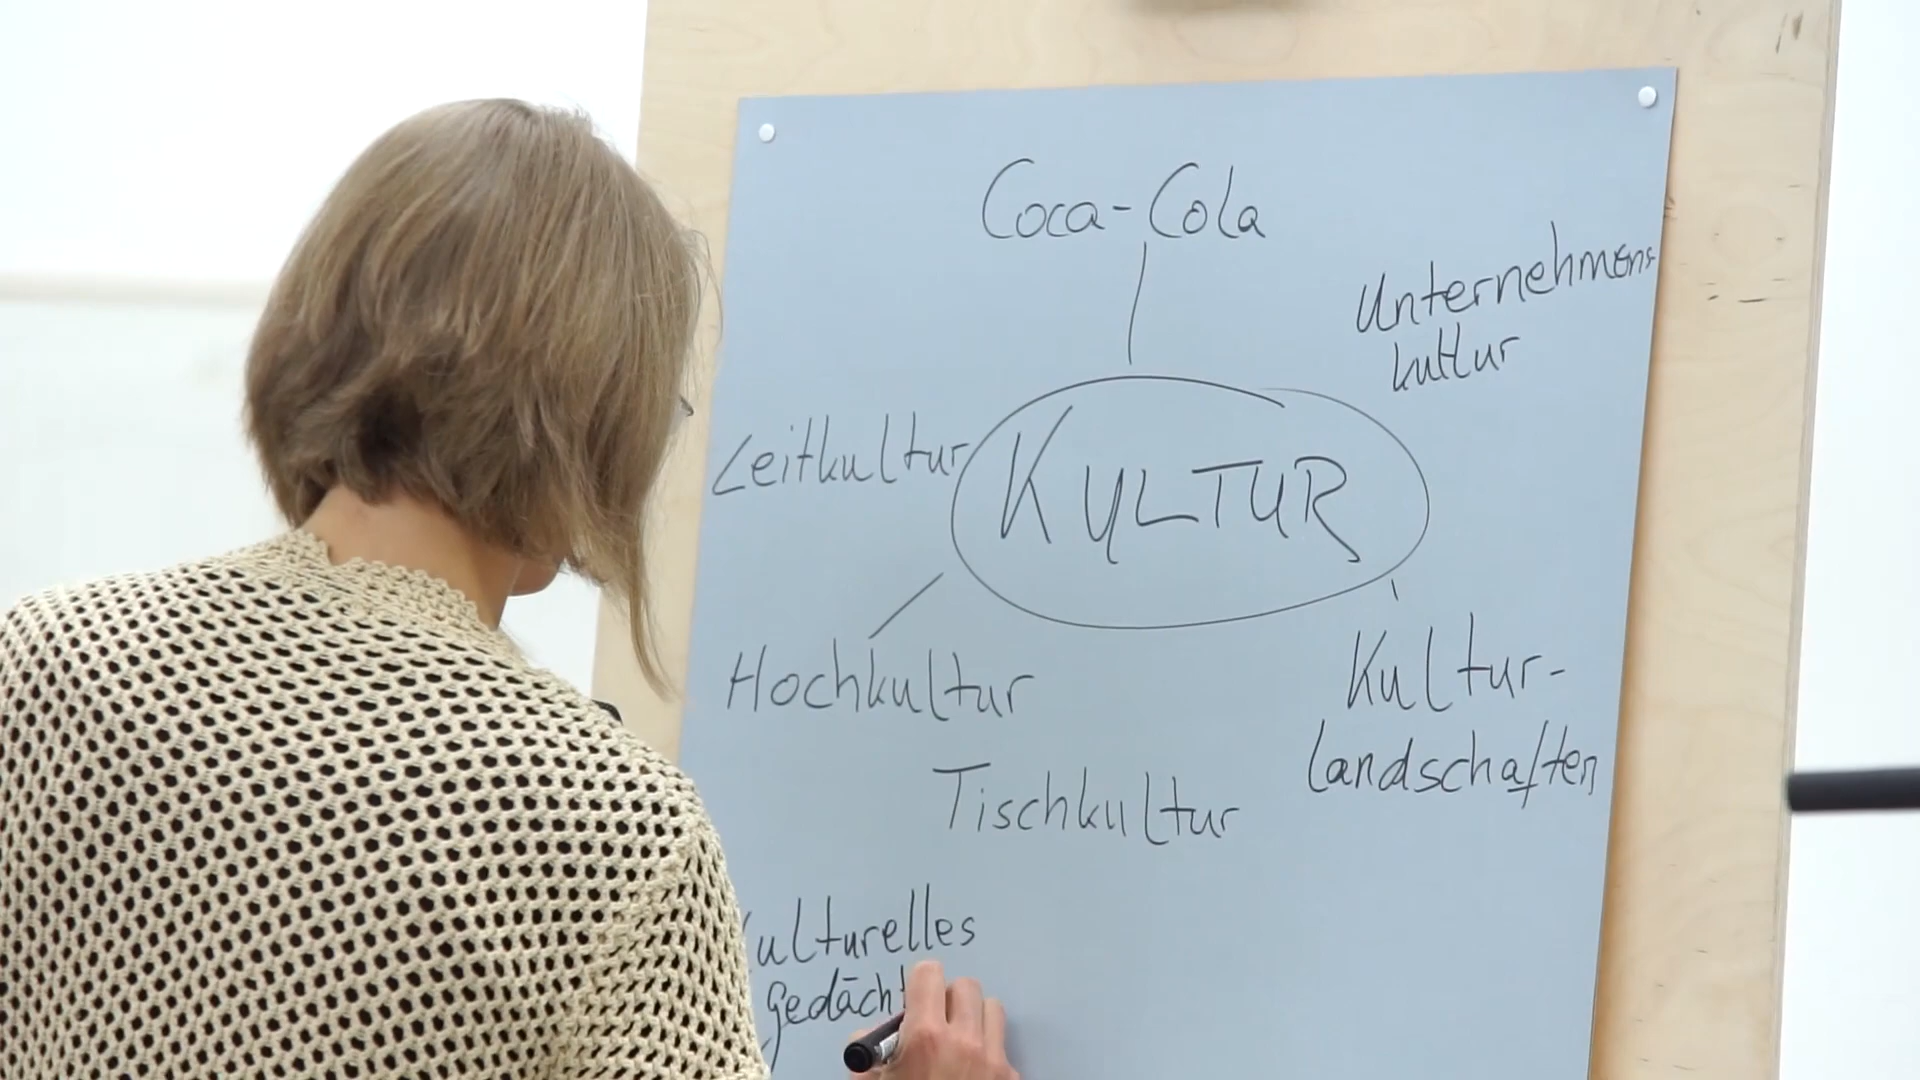 Coca-Cola
Unternehmens-
kultur
Leitkultur
KULTUR
Hochkultur
Kultur-
landschaften
Tischkultur
ulturelles
gedächt